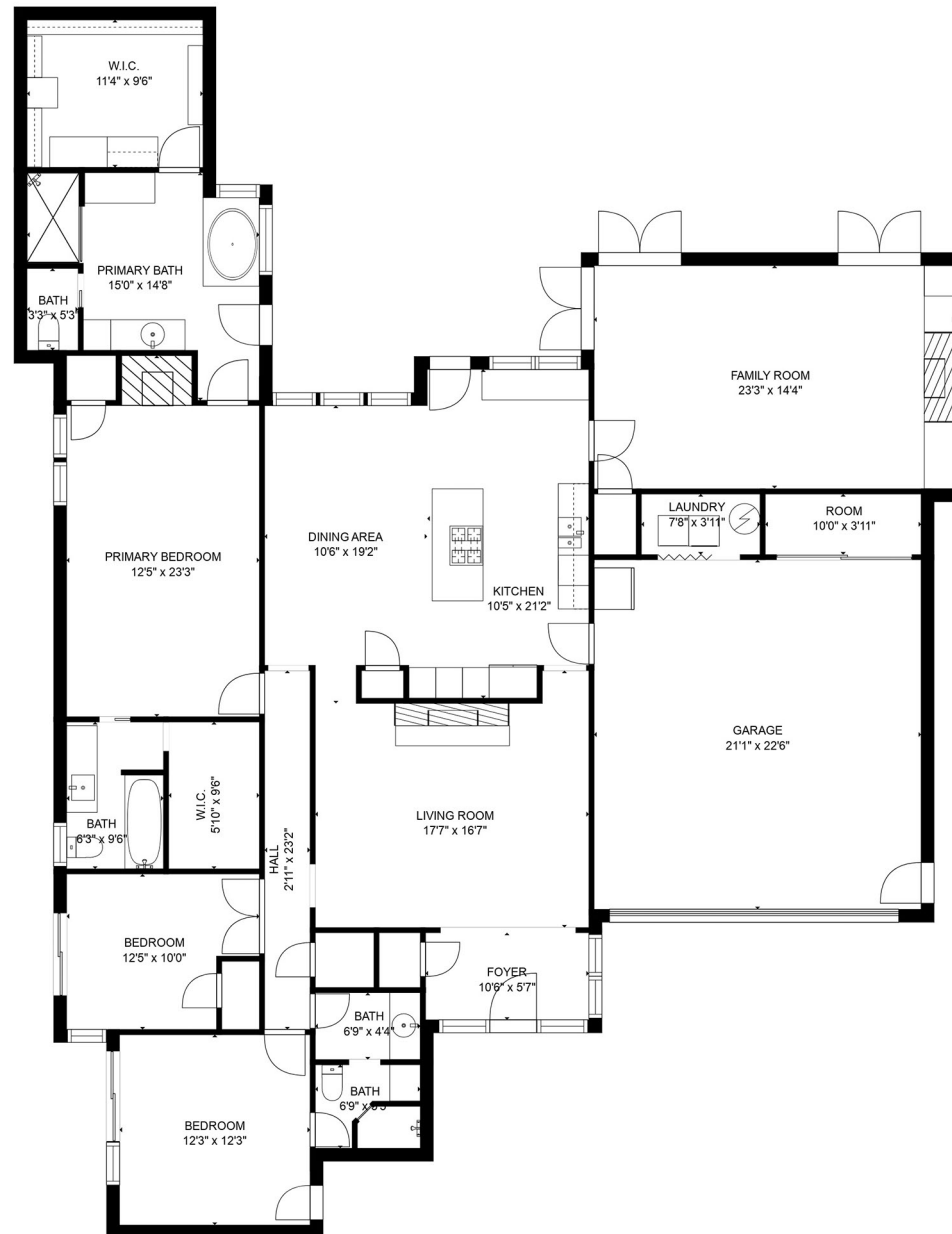 W.I.C.
11'4" x 9'6"
PRIMARY BATH
15'0" x 14'8"
BATH
3'3" x 5'3"
FAMILY ROOM
23'3" x 14'4"
LAUNDRY
7'8" x 3'11"
ROOM
10'0" x 3'11"
DINING AREA
10'6" x 19'2"
PRIMARY BEDROOM
12'5" x 23'3"
KITCHEN
10'5" x 21'2"
GARAGE
21'1" x 22'6"
W.I.C.
5'10" x 9'6"
BATH
6'3" x 9'6"
LIVING ROOM
17'7" x 16'7"
HALL
2'11" x 23'2"
BEDROOM
12'5" x 10'0"
FOYER
10'6" x 5'7"
BATH
6'9" x 4'4"
BATH
6'9" x
BEDROOM
12'3" x 12'3"